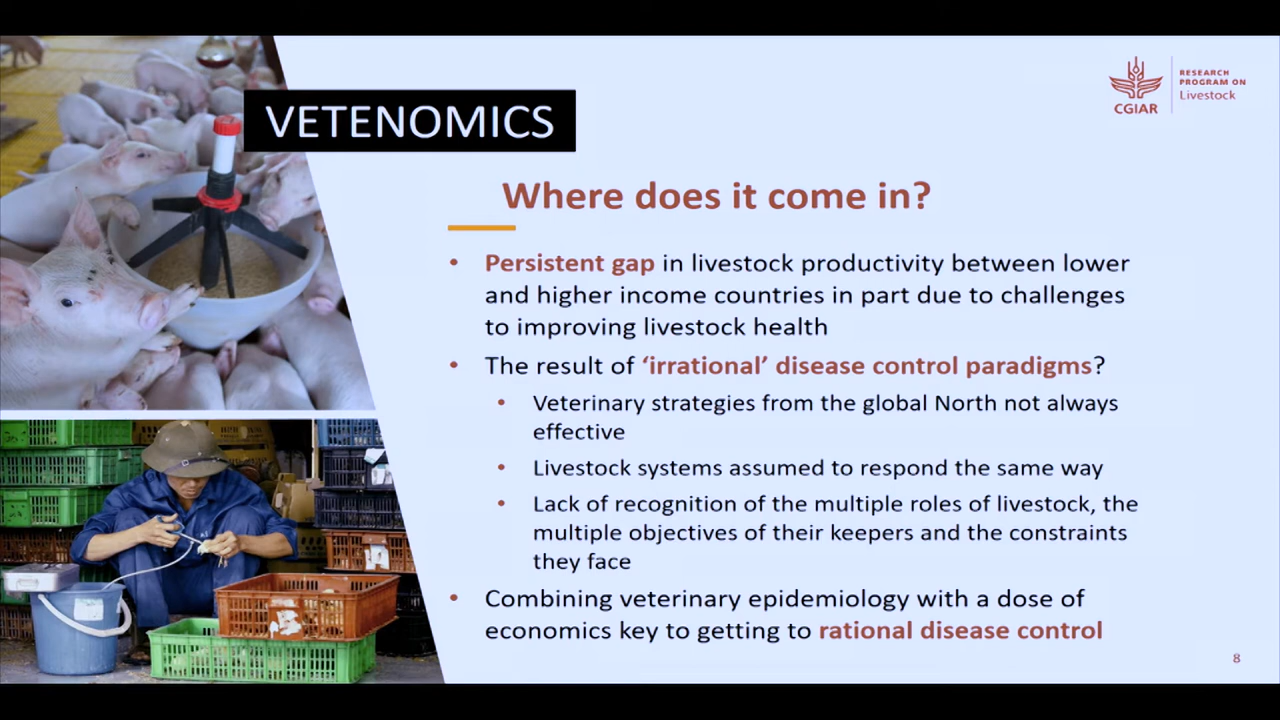 VETENOMICS
RESEARCH
PROGRAM ON
Livestock
CGIAR
Where does it come in?
• Persistent gap in livestock productivity between lower
and higher income countries in part due to challenges
to improving livestock health
• The result of ‘irrational’ disease control paradigms?
• Veterinary strategies from the global North not always
effective
• Livestock systems assumed to respond the same way
• Lack of recognition of the multiple roles of livestock, the
multiple objectives of their keepers and the constraints
they face
• Combining veterinary epidemiology with a dose of
economics key to getting to rational disease control
8